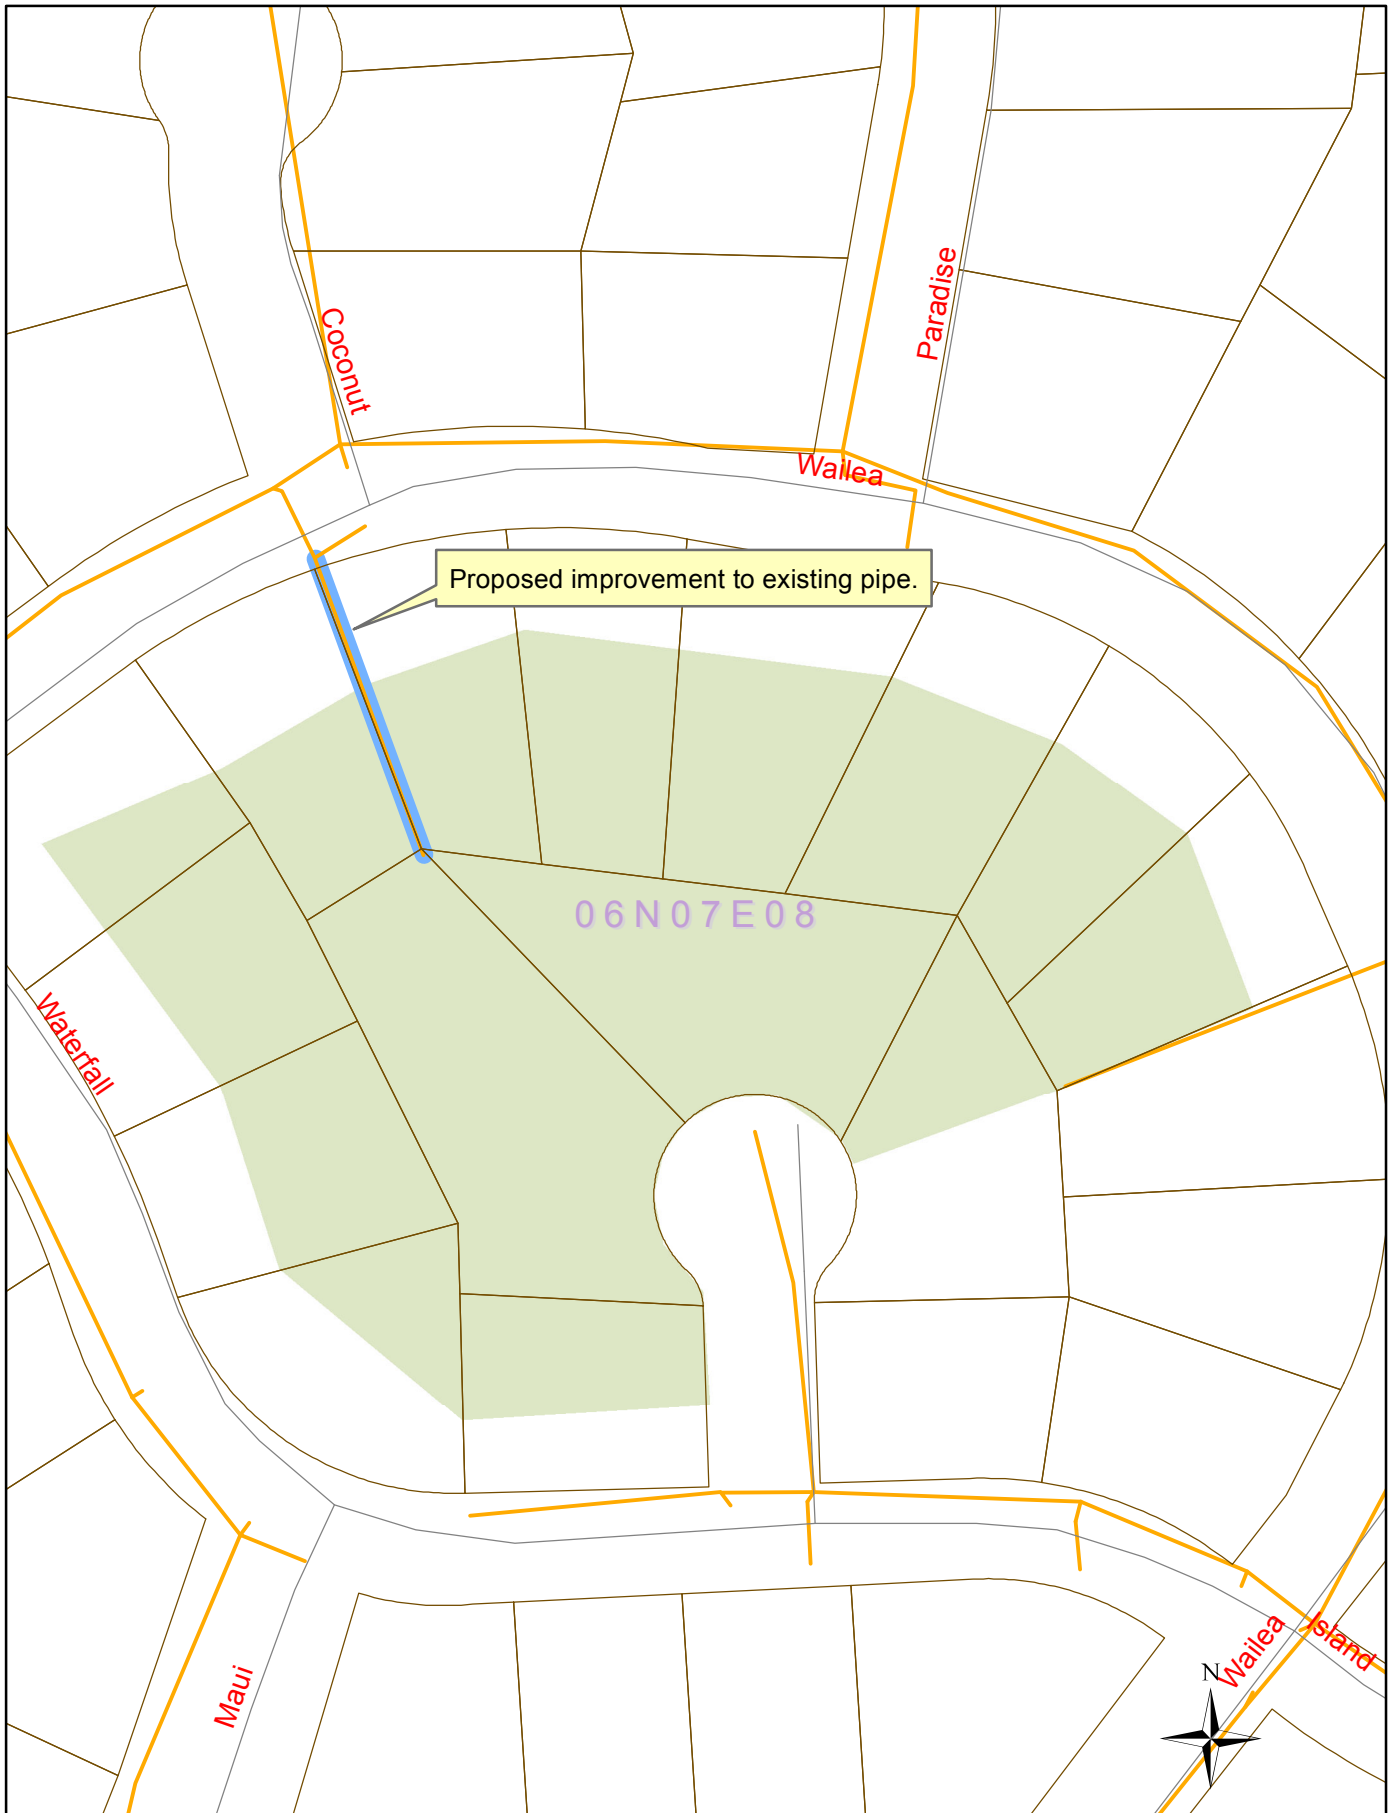 Paradise
Coconut
Wailea
Proposed improvement to existing pipe.
06N07E08
Waterfall
Wailea
Island
N
Maui